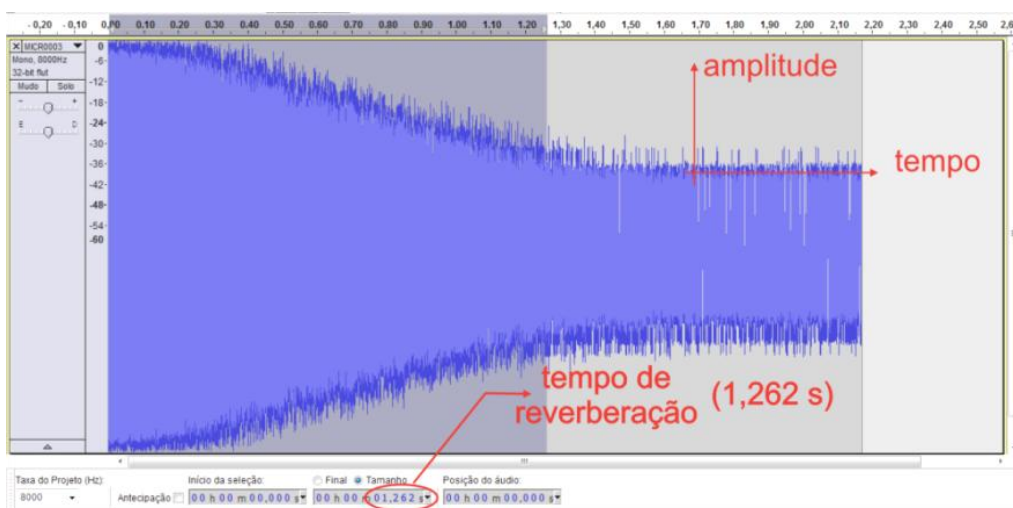 - 0,20 - 0,10 0,00 0,10 0,20 0,30 0,40 0,50 0,60 0,70 0,80 0,90 1,00 1,10 1,20 1,30 1,40 1,50 1,60 1,70 1,80 1,90 2,00 2,10 2,20 2,30 2,40 2,50
MICR0003
Mono, 8000Hz
32-bit flut
Mudo Solo
- +
E D
0
-6
-12
-18
-24
-30
-36
-42
-48
-54
-60
amplitude
tempo
tempo de
reverberação (1,262 s)
Taxa do Projeto (Hz): Início da seleção: Final Tamanho Posição do áudio:
8000 Antecipação 00 h 00 m 00,000 s 00 h 00 m 01,262 s 00 h 00 m 00,000 s